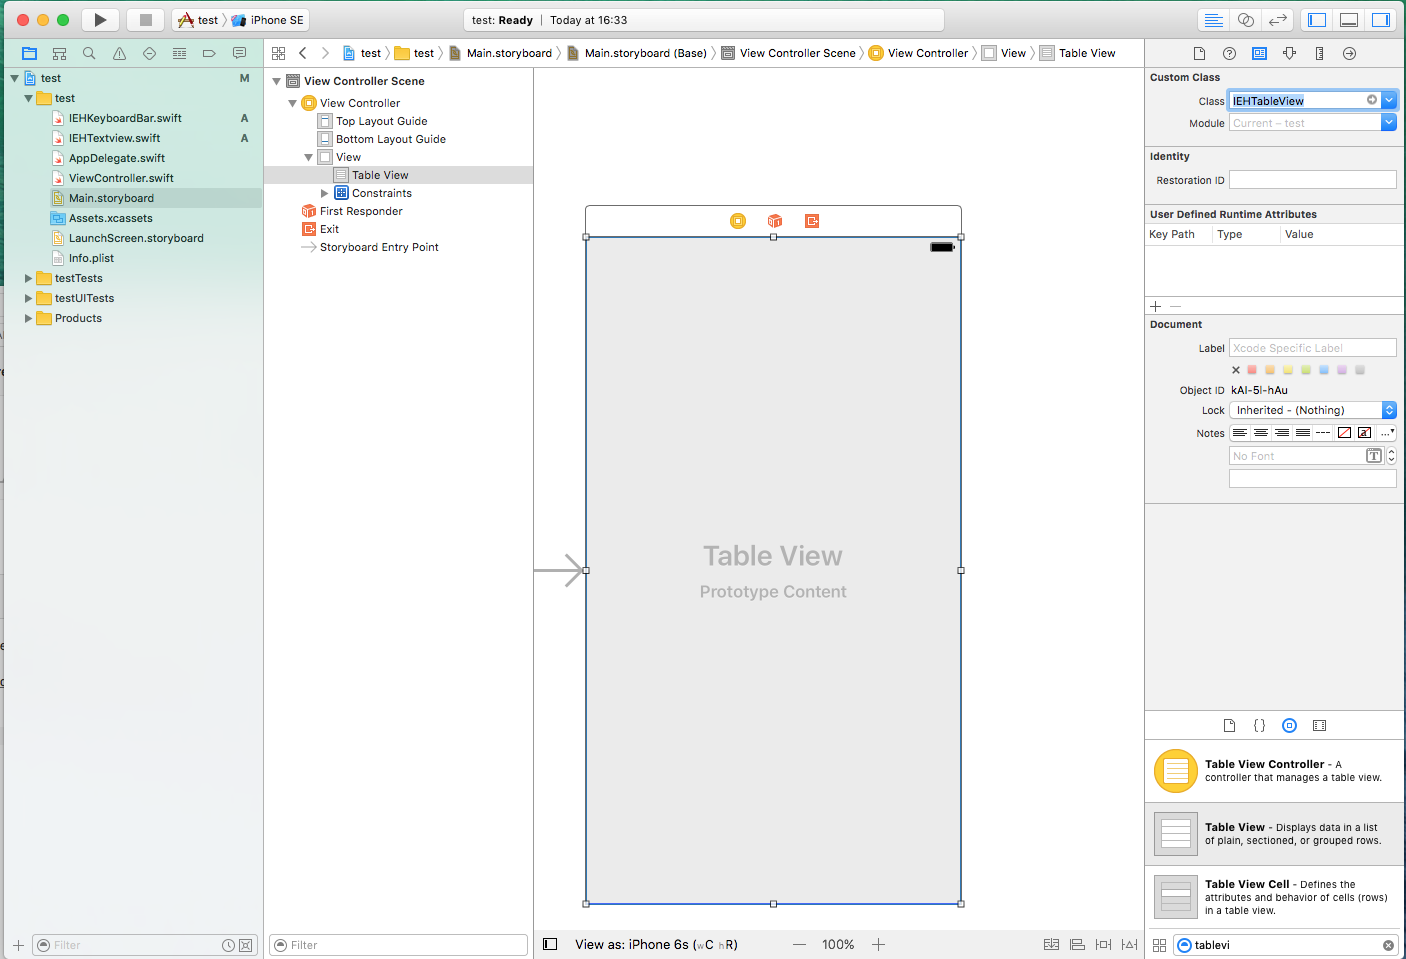 test iPhone SE
test: Ready Today at 16:33
test test Main.storyboard Main.storyboard (Base) View Controller Scene View Controller View Table View
test M
test
IEHKeyboardBar.swift A
IEHTextview.swift A
AppDelegate.swift
ViewController.swift
Main.storyboard
Assets.xcassets
LaunchScreen.storyboard
Info.plist
testTests
testUITests
Products
Filter
View Controller Scene
View Controller
Top Layout Guide
Bottom Layout Guide
View
Table View
Constraints
First Responder
Exit
Storyboard Entry Point
Filter
Table View
Prototype Content
View as: iPhone 6s (wC hR)
100%
Custom Class
Class IEHTableView
Module Current – test
Identity
Restoration ID
User Defined Runtime Attributes
Key Path Type Value
Document
Label Xcode Specific Label
Object ID kAI-5l-hAu
Lock Inherited - (Nothing)
Notes
No Font
Table View Controller - A
controller that manages a table view.
Table View - Displays data in a list
of plain, sectioned, or grouped rows.
Table View Cell - Defines the
attributes and behavior of cells (rows)
in a table view.
tablevi